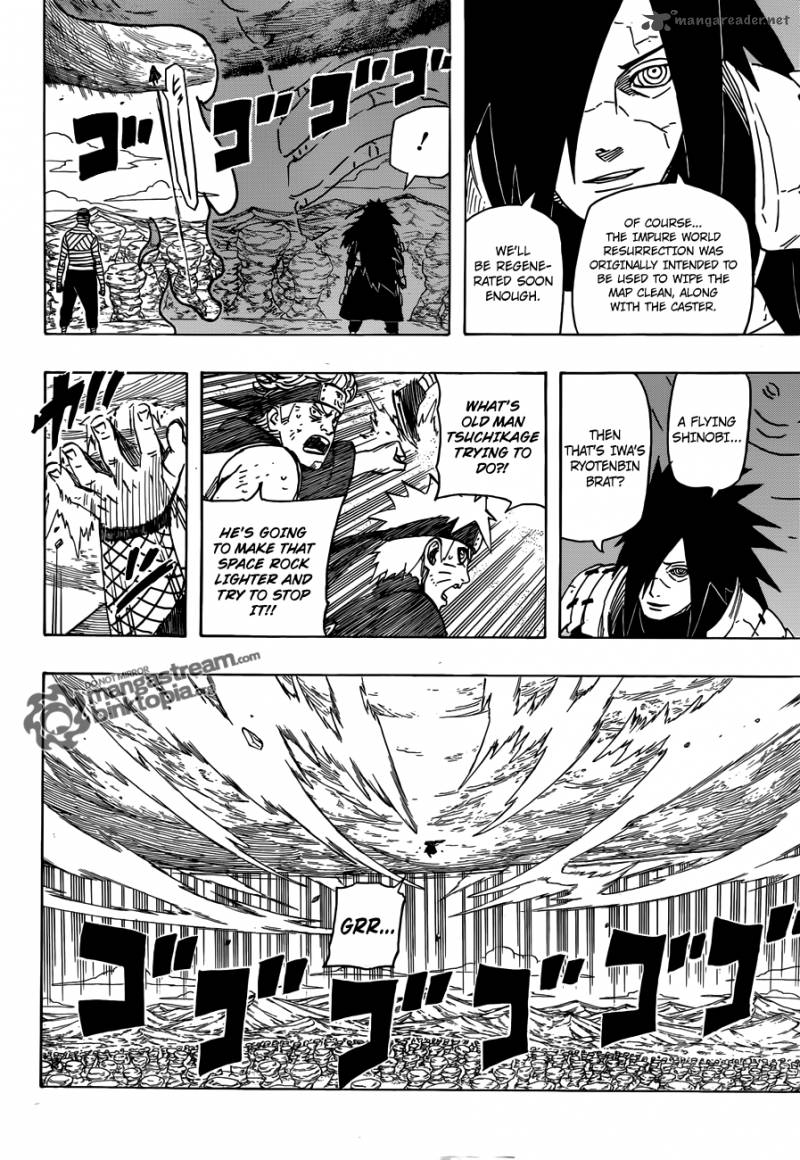 mangareader.net
OF COURSE...
THE IMPURE WORLD
RESURRECTION WAS
ORIGINALLY INTENDED
TO BE USED TO WIPE THE
MAP CLEAN, ALONG
WITH THE CASTER.
WE'LL
BE REGENE-
RATED SOON
ENOUGH.
!
ゴゴゴゴ
A FLYING
SHINOBI...
THEN
THAT'S IWA'S
RYOTENBIN
BRAT?
WHAT'S
OLD MAN
TSUCHIKAGE
TRYING TO
DO?!
HE'S GOING
TO MAKE THAT
SPACE ROCK
LIGHTER AND
TRY TO STOP
IT!!
DO NOT MIRROR
mangastream.com
binktopia
GRR...
ゴゴゴゴゴゴ